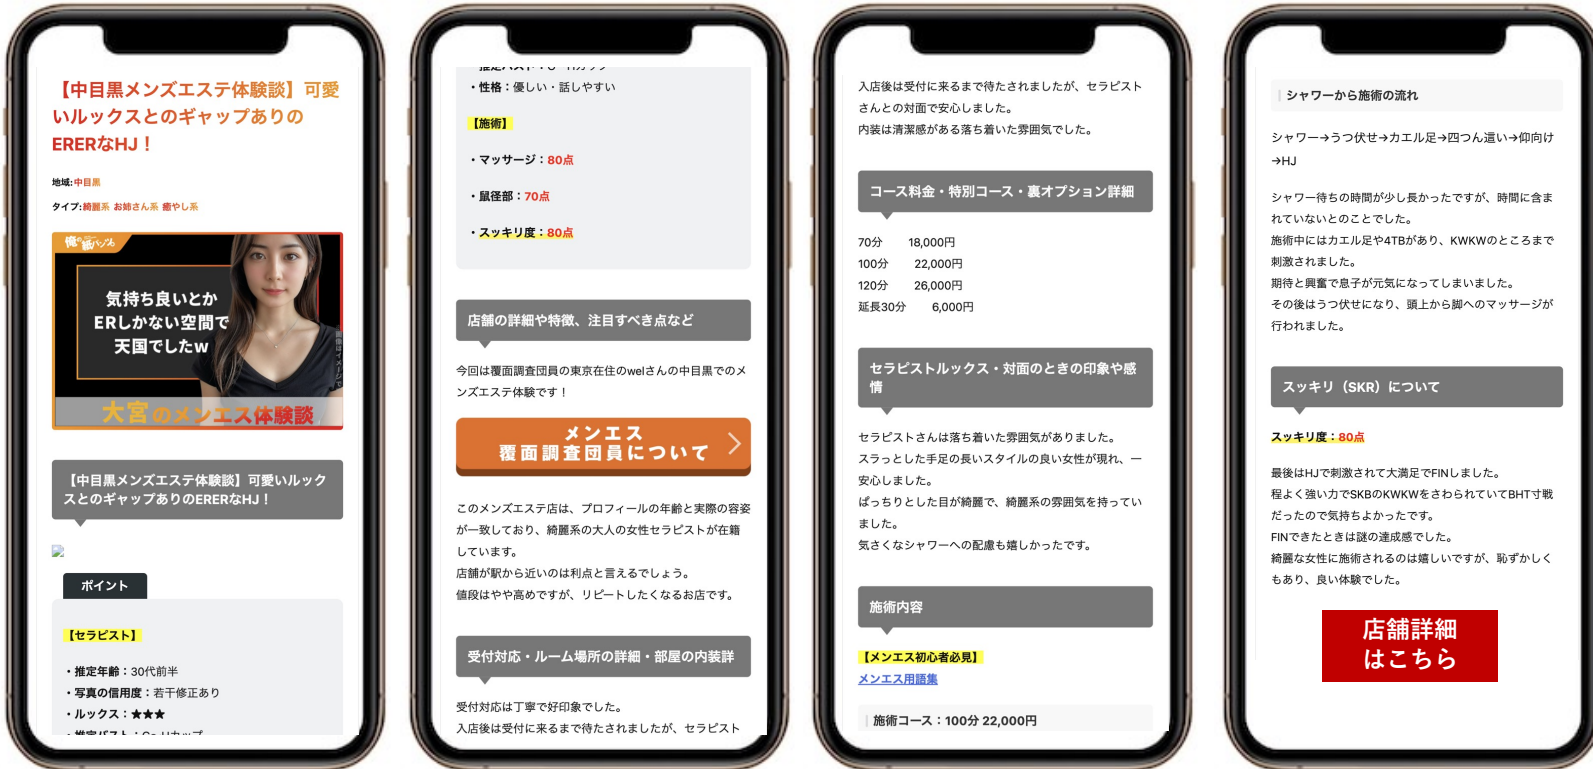 【中目黒メンズエステ体験談】可愛
いルックスとのギャップありの
ERERなHJ！
地域:中目黒
タイプ:綺麗系 お姉さん系 癒やし系
俺の紙パンツ
気持ち良いとか
ERしかない空間で
天国でしたw
画像はイメージで
大宮のメンエス体験談
【中目黒メンズエステ体験談】可愛いルック
スとのギャップありのERERなHJ！
ポイント
【セラピスト】
・推定年齢：30代前半
・写真の信用度：若干修正あり
・ルックス：★★★
・推定バスト：G〜Hカップ
・性格：優しい・話しやすい
【施術】
・マッサージ：80点
・鼠径部：70点
・スッキリ度：80点
店舗の詳細や特徴、注目すべき点など
今回は覆面調査団員の東京在住のwelさんの中目黒でのメ
ンズエステ体験です！
メンエス
覆面調査団員について
このメンズエステ店は、プロフィールの年齢と実際の容姿
が一致しており、綺麗系の大人の女性セラピストが在籍
しています。
店舗が駅から近いのは利点と言えるでしょう。
値段はやや高めですが、リピートしたくなるお店です。
受付対応・ルーム場所の詳細・部屋の内装詳
受付対応は丁寧で好印象でした。
入店後は受付に来るまで待たされましたが、セラピスト
入店後は受付に来るまで待たされましたが、セラピスト
さんとの対面で安心しました。
内装は清潔感がある落ち着いた雰囲気でした。
コース料金・特別コース・裏オプション詳細
70分 18,000円
100分 22,000円
120分 26,000円
延長30分 6,000円
セラピストルックス・対面のときの印象や感
情
セラピストさんは落ち着いた雰囲気がありました。
スラっとした手足の長いスタイルの良い女性が現れ、一
安心しました。
ぱっちりとした目が綺麗で、綺麗系の雰囲気を持ってい
ました。
気さくなシャワーへの配慮も嬉しかったです。
施術内容
【メンエス初心者必見】
メンエス用語集
施術コース：100分 22,000円
シャワーから施術の流れ
シャワー→うつ伏せ→カエル足→四つん這い→仰向け
→HJ
シャワー待ちの時間が少し長かったですが、時間に含ま
れていないとのことでした。
施術中にはカエル足や4TBがあり、KWKWのところまで
刺激されました。
期待と興奮で息子が元気になってしまいました。
その後はうつ伏せになり、頭上から脚へのマッサージが
行われました。
スッキリ（SKR）について
スッキリ度：80点
最後はHJで刺激されて大満足でFINしました。
程よく強い力でSKBのKWKWをさわられていてBHT寸戦
だったので気持ちよかったです。
FINできたときは謎の達成感でした。
綺麗な女性に施術されるのは嬉しいですが、恥ずかしく
もあり、良い体験でした。
店舗詳細
はこちら